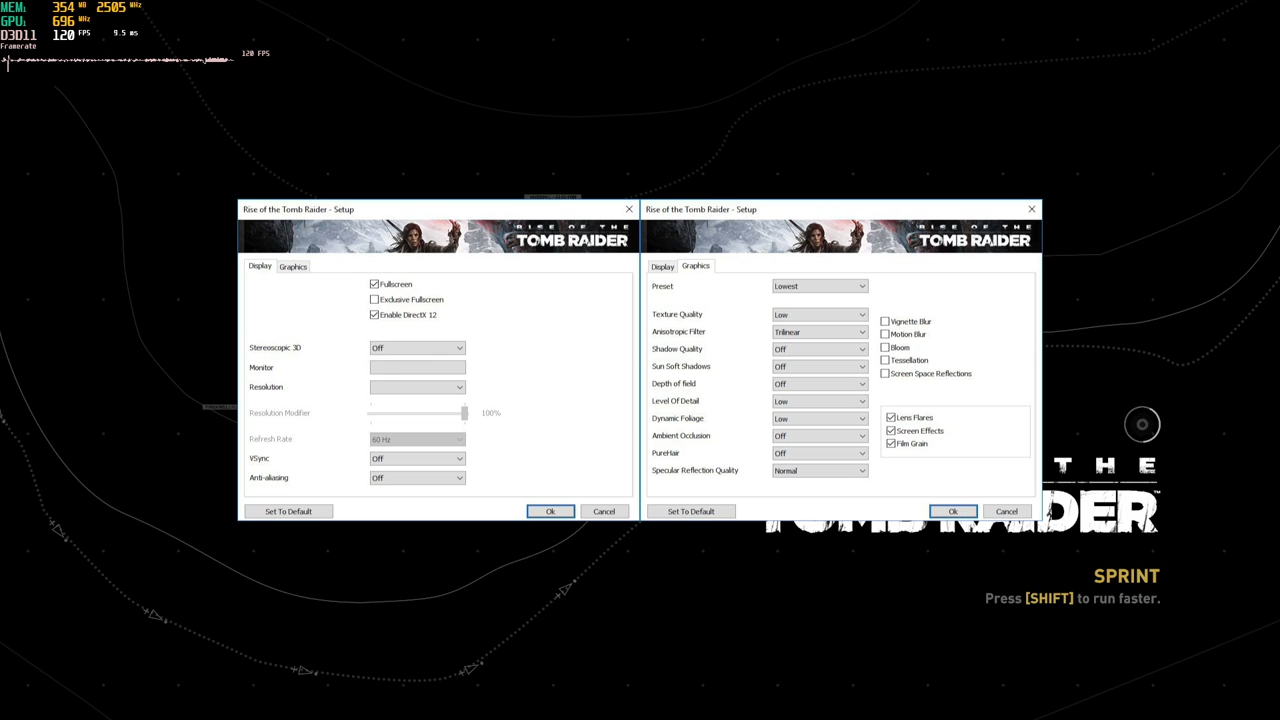 MEM1 354 MB 2505 MHz
GPU1 696 MHz
D3D11 120 FPS 9.5 ms
Framerate
120 FPS
Rise of the Tomb Raider - Setup
RISE OF THE
TOMB RAIDER
Display Graphics
Fullscreen
Exclusive Fullscreen
Enable DirectX 12
Stereoscopic 3D Off
Monitor
Resolution
Resolution Modifier 100%
Refresh Rate 60 Hz
VSync Off
Anti-aliasing Off
Set To Default Ok Cancel
Rise of the Tomb Raider - Setup
RISE OF THE
TOMB RAIDER
Display Graphics
Preset Lowest
Texture Quality Low
Anisotropic Filter Trilinear
Shadow Quality Off
Sun Soft Shadows Off
Depth of field Off
Level Of Detail Low
Dynamic Foliage Low
Ambient Occlusion Off
PureHair Off
Specular Reflection Quality Normal
Vignette Blur
Motion Blur
Bloom
Tessellation
Screen Space Reflections
Lens Flares
Screen Effects
Film Grain
Set To Default Ok Cancel
THE
TOMB RAIDER™
SPRINT
Press [SHIFT] to run faster.